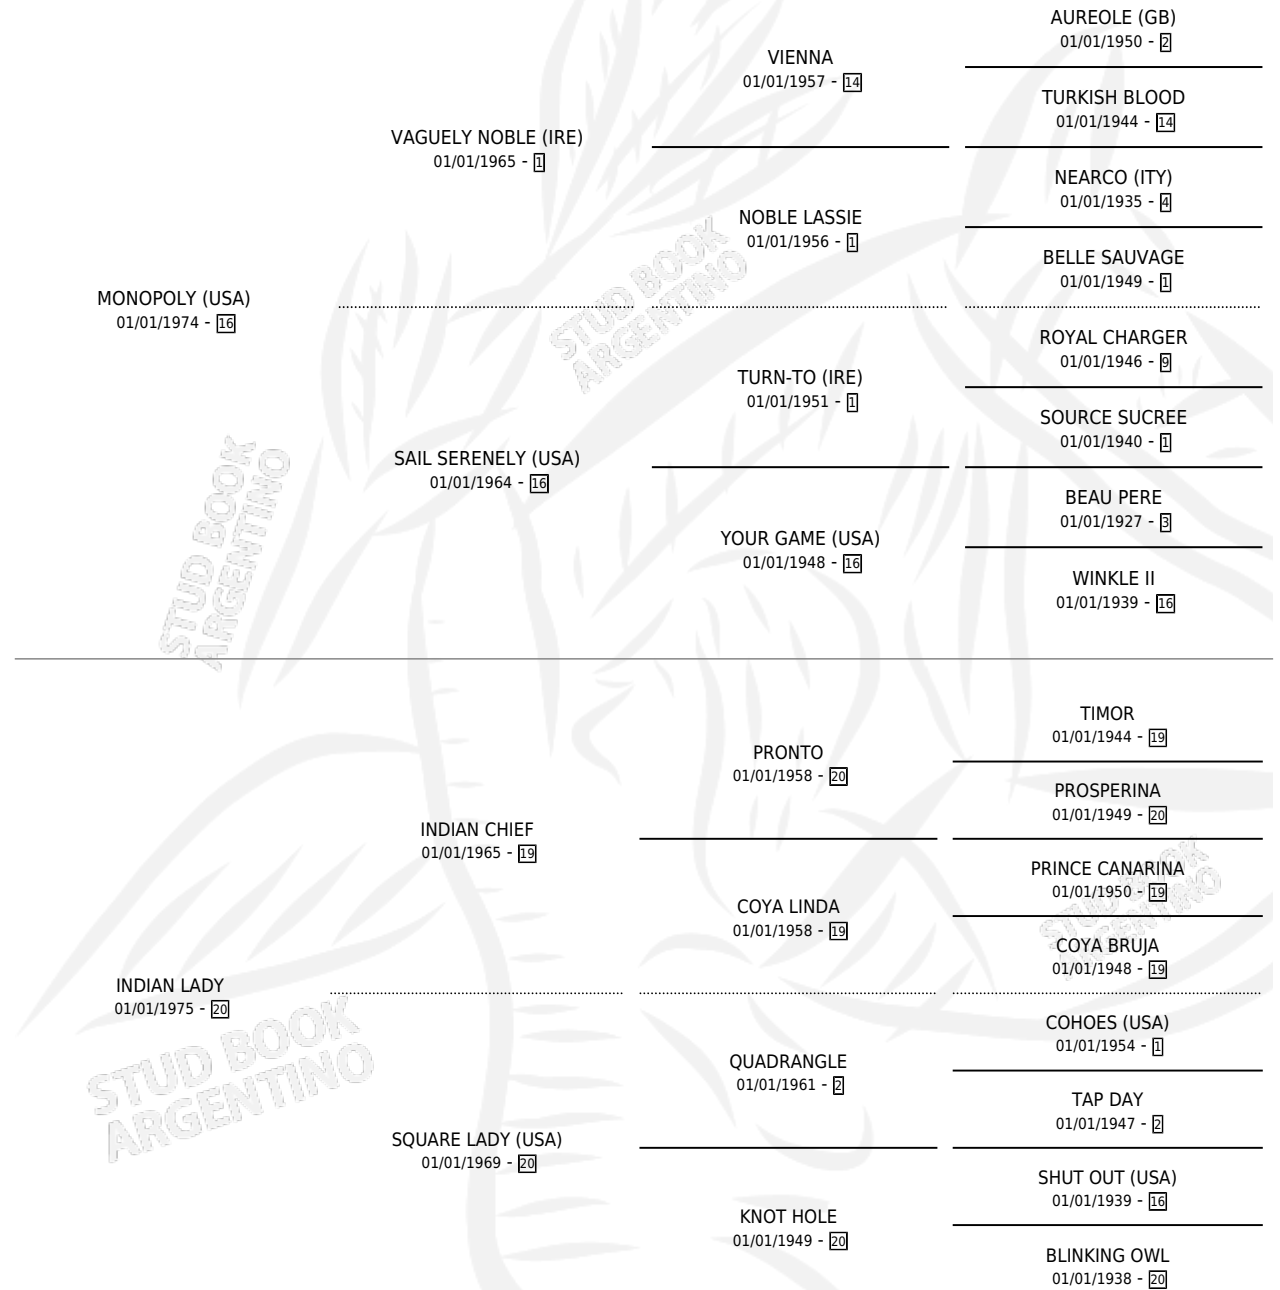 AUREOLE (GB)
01/01/1950 - 2
VIENNA
01/01/1957 - 14
TURKISH BLOOD
01/01/1944 - 14
VAGUELY NOBLE (IRE)
01/01/1965 - 1
NEARCO (ITY)
01/01/1935 - 4
NOBLE LASSIE
01/01/1956 - 1
BELLE SAUVAGE
01/01/1949 - 1
MONOPOLY (USA)
01/01/1974 - 16
ROYAL CHARGER
01/01/1946 - 9
TURN-TO (IRE)
01/01/1951 - 1
SOURCE SUCREE
01/01/1940 - 1
SAIL SERENELY (USA)
01/01/1964 - 16
BEAU PERE
01/01/1927 - 3
YOUR GAME (USA)
01/01/1948 - 16
WINKLE II
01/01/1939 - 16
TIMOR
01/01/1944 - 19
PRONTO
01/01/1958 - 20
PROSPERINA
01/01/1949 - 20
INDIAN CHIEF
01/01/1965 - 19
PRINCE CANARINA
01/01/1950 - 19
COYA LINDA
01/01/1958 - 19
COYA BRUJA
01/01/1948 - 19
INDIAN LADY
01/01/1975 - 20
COHOES (USA)
01/01/1954 - 1
QUADRANGLE
01/01/1961 - 2
TAP DAY
01/01/1947 - 2
SQUARE LADY (USA)
01/01/1969 - 20
SHUT OUT (USA)
01/01/1939 - 16
KNOT HOLE
01/01/1949 - 20
BLINKING OWL
01/01/1938 - 20
STUD BOOK
ARGENTINO
STUD BOOK
ARGENTINO
STUD BOOK
ARGENTINO
STUD BOOK
ARGENTINO